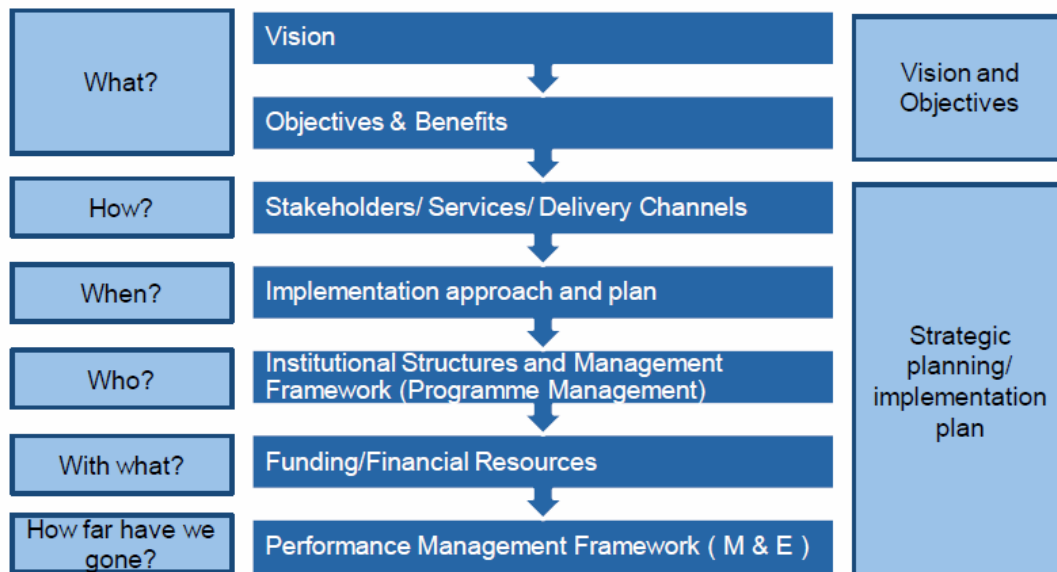 What?
Vision
Objectives & Benefits
Vision and
Objectives
How?
Stakeholders/ Services/ Delivery Channels
When?
Implementation approach and plan
Who?
Institutional Structures and Management
Framework (Programme Management)
With what?
Funding/Financial Resources
How far have we
gone?
Performance Management Framework ( M & E )
Strategic
planning/
implementation
plan